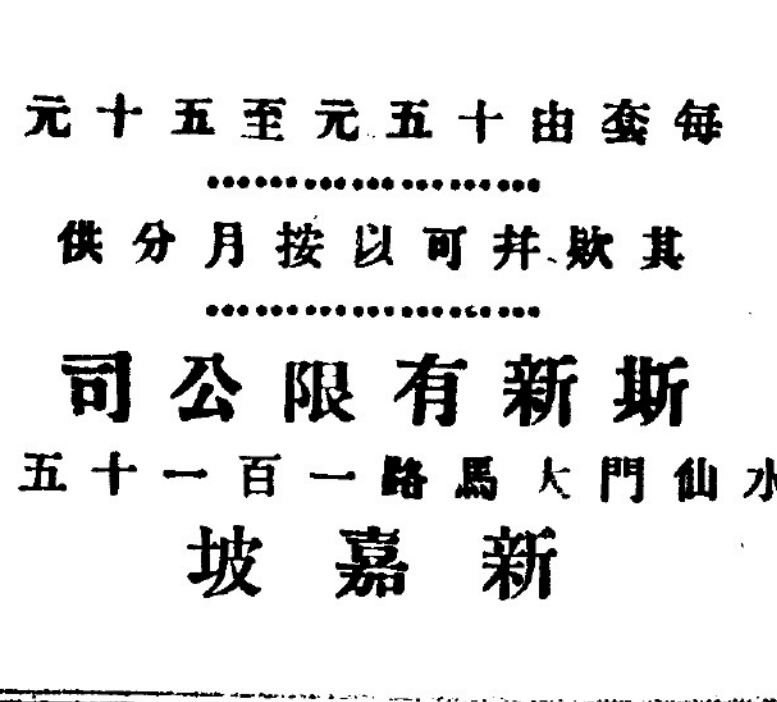 每套由十五元至五十元
其欵并可以按月分供
斯新有限公司
水仙門大馬路一百一十五
新嘉坡